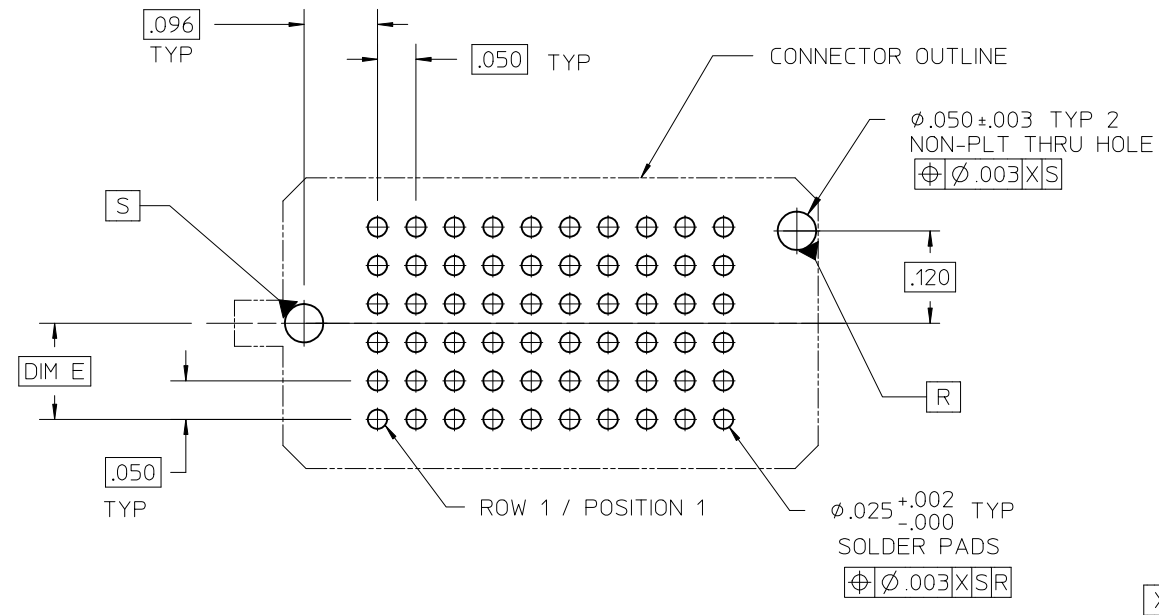 .096
TYP
.050 TYP
CONNECTOR OUTLINE
⌀.050±.003 TYP 2
NON-PLT THRU HOLE
⌖ ⌀.003 X S
S
.120
DIM E
R
.050
TYP
ROW 1 / POSITION 1
⌀.025 +.002 -.000 TYP
SOLDER PADS
⌖ ⌀.003 X S R